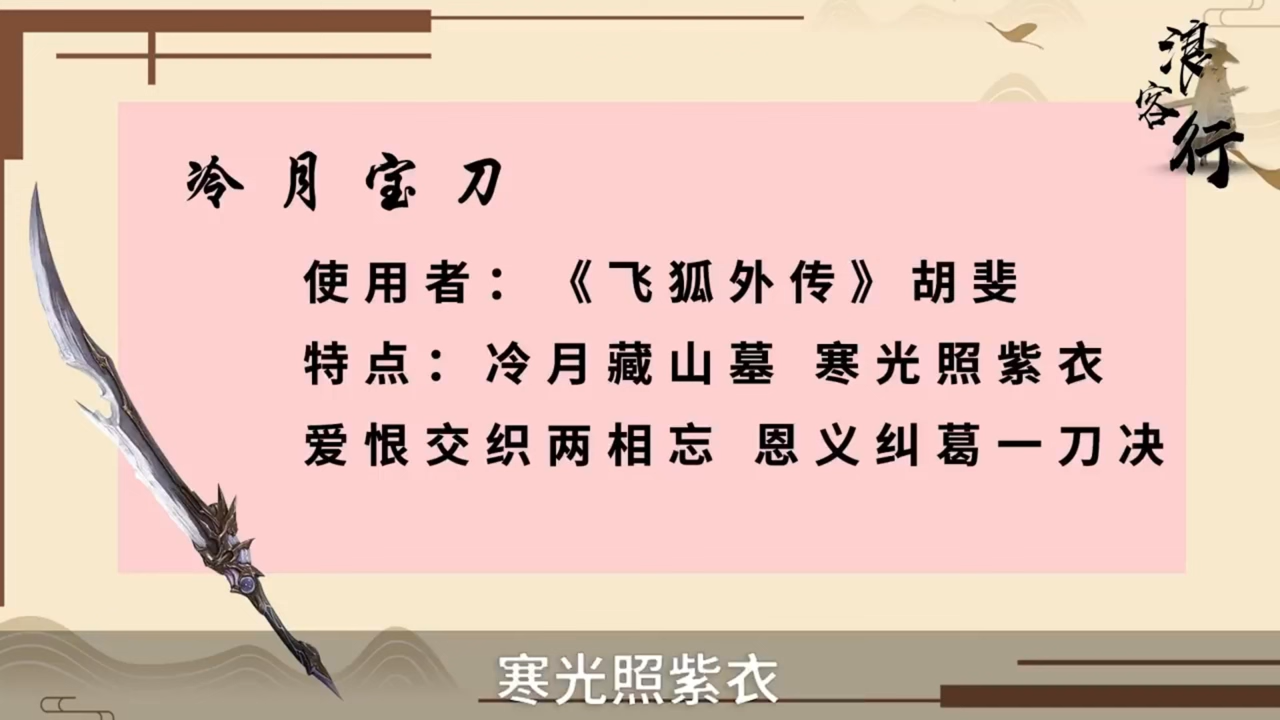 浪客行
冷月宝刀
使用者：《飞狐外传》胡斐
特点：冷月藏山墓 寒光照紫衣
爱恨交织两相忘 恩义纠葛一刀决
寒光照紫衣